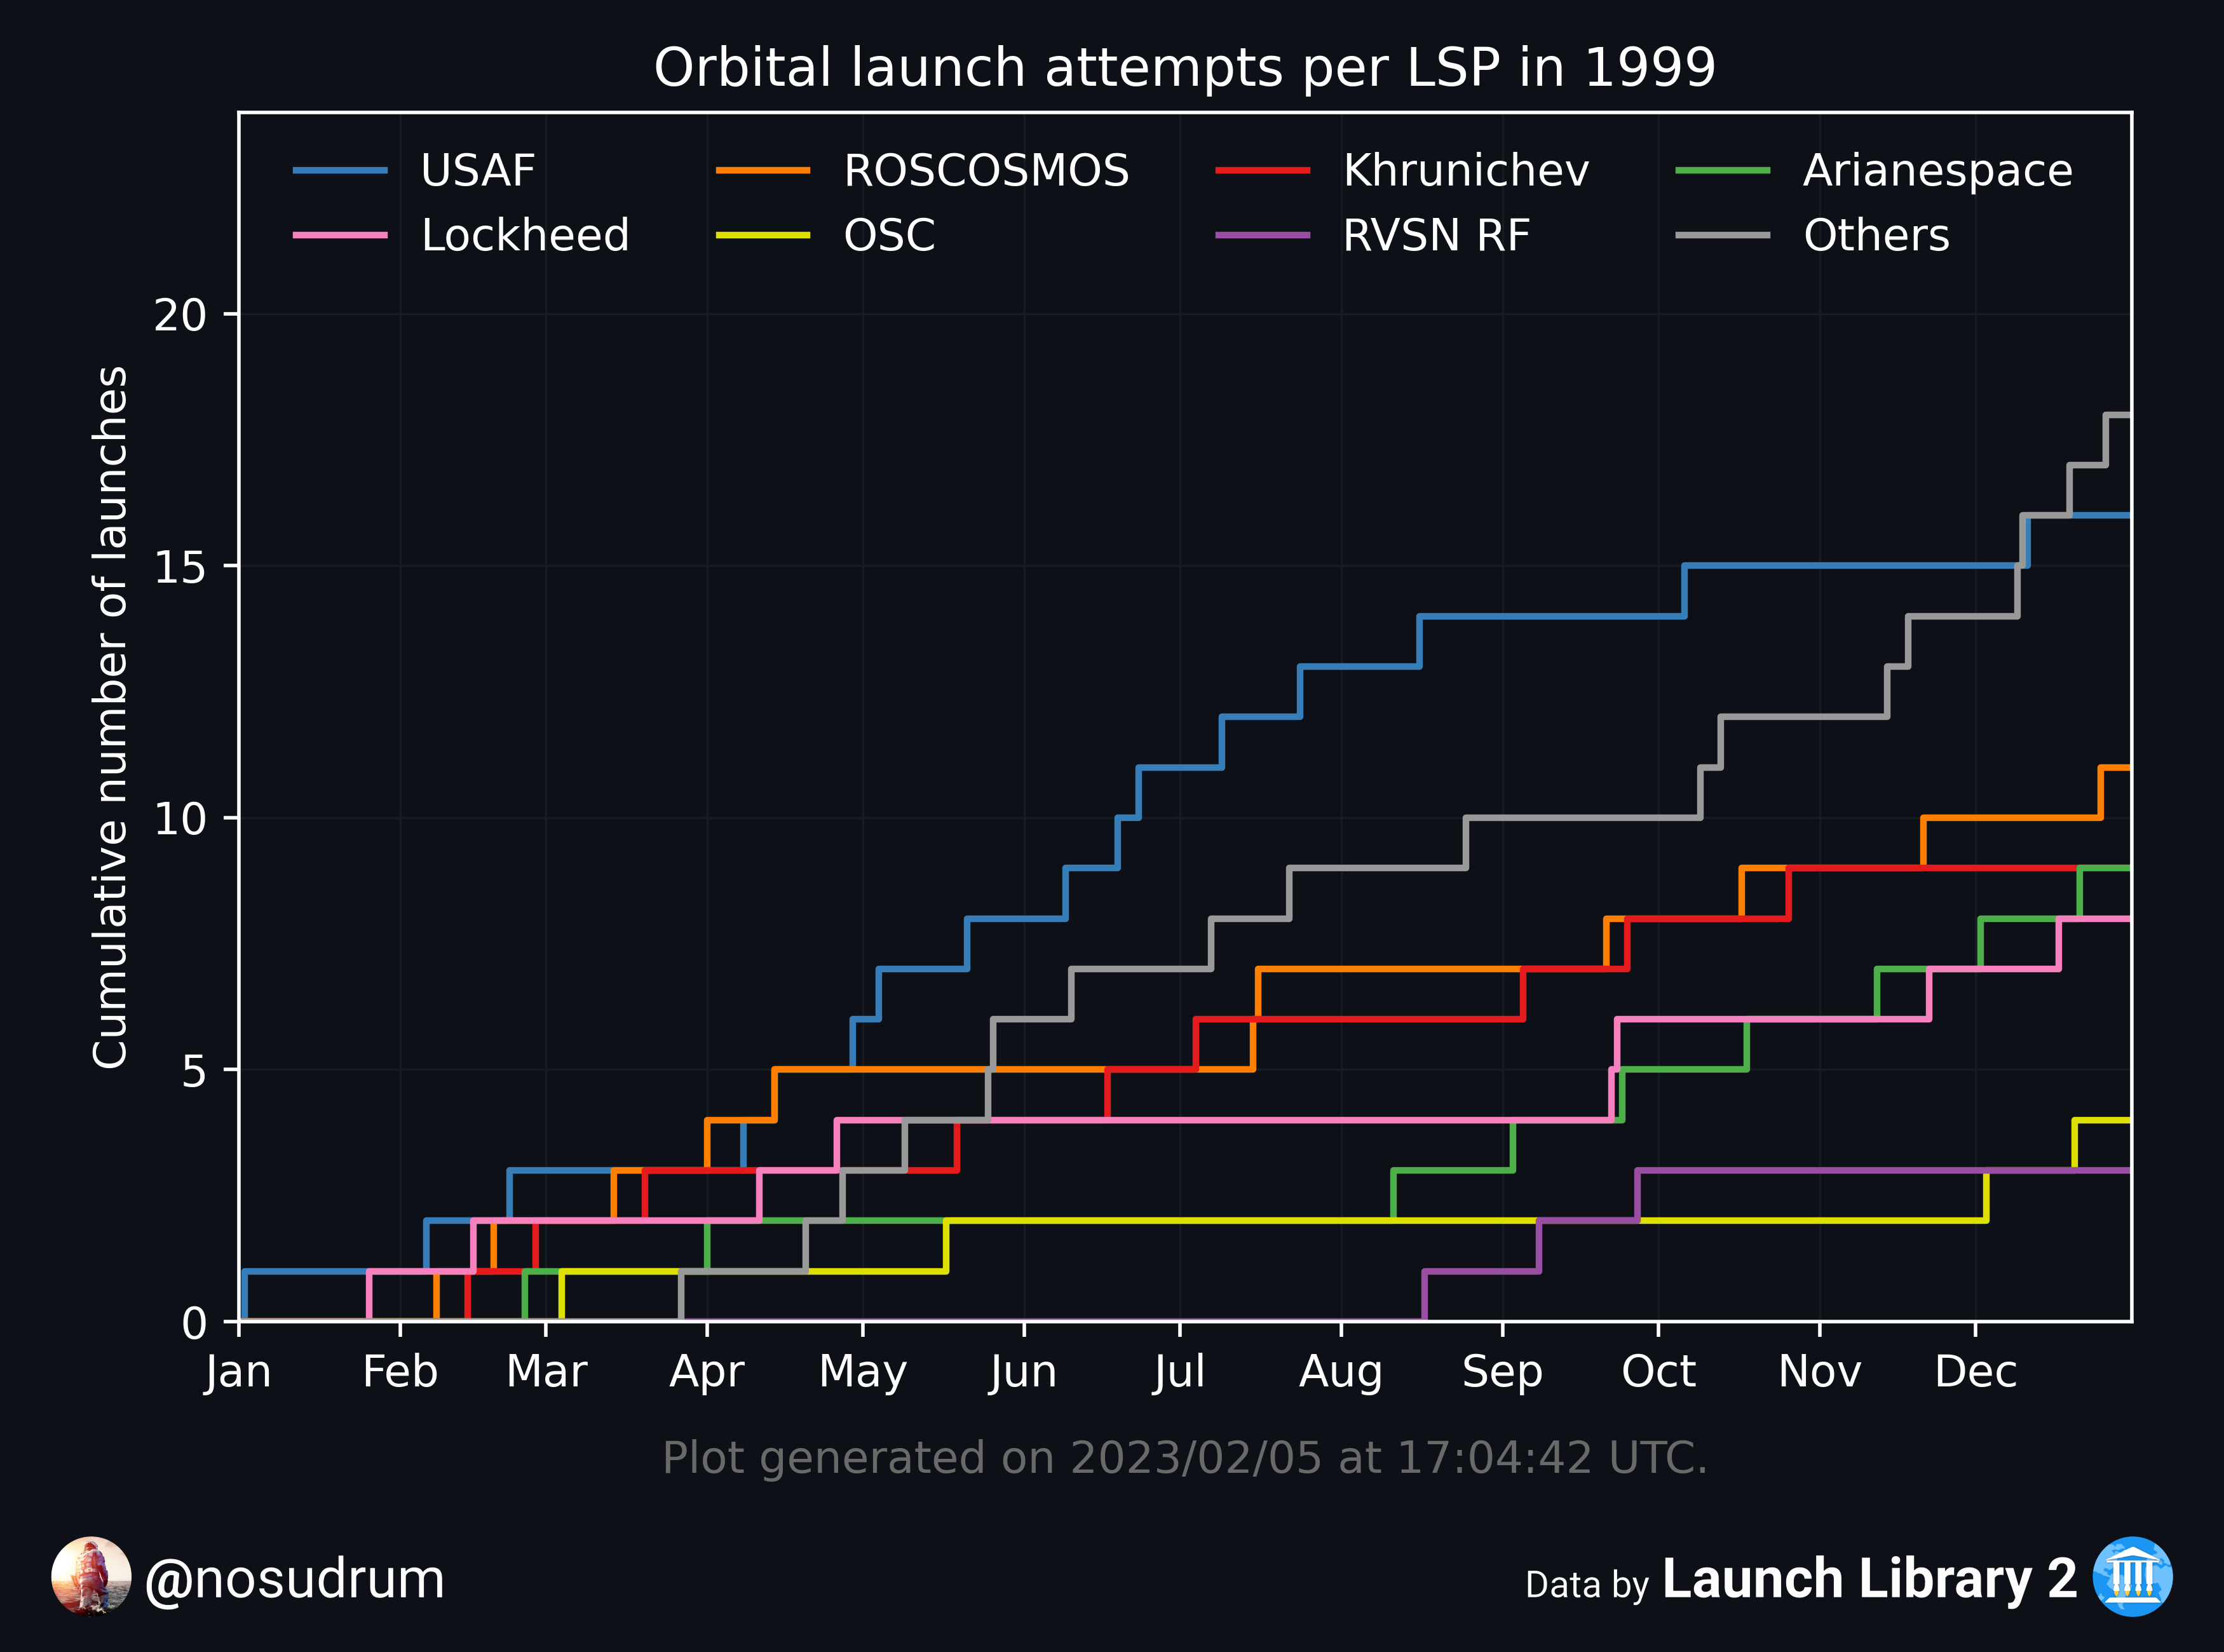 Orbital launch attempts per LSP in 1999
USAF ROSCOSMOS Khrunichev Arianespace
Lockheed OSC RVSN RF Others
Cumulative number of launches
20
15
10
5
0
Jan Feb Mar Apr May Jun Jul Aug Sep Oct Nov Dec
Plot generated on 2023/02/05 at 17:04:42 UTC.
@nosudrum
Data by Launch Library 2